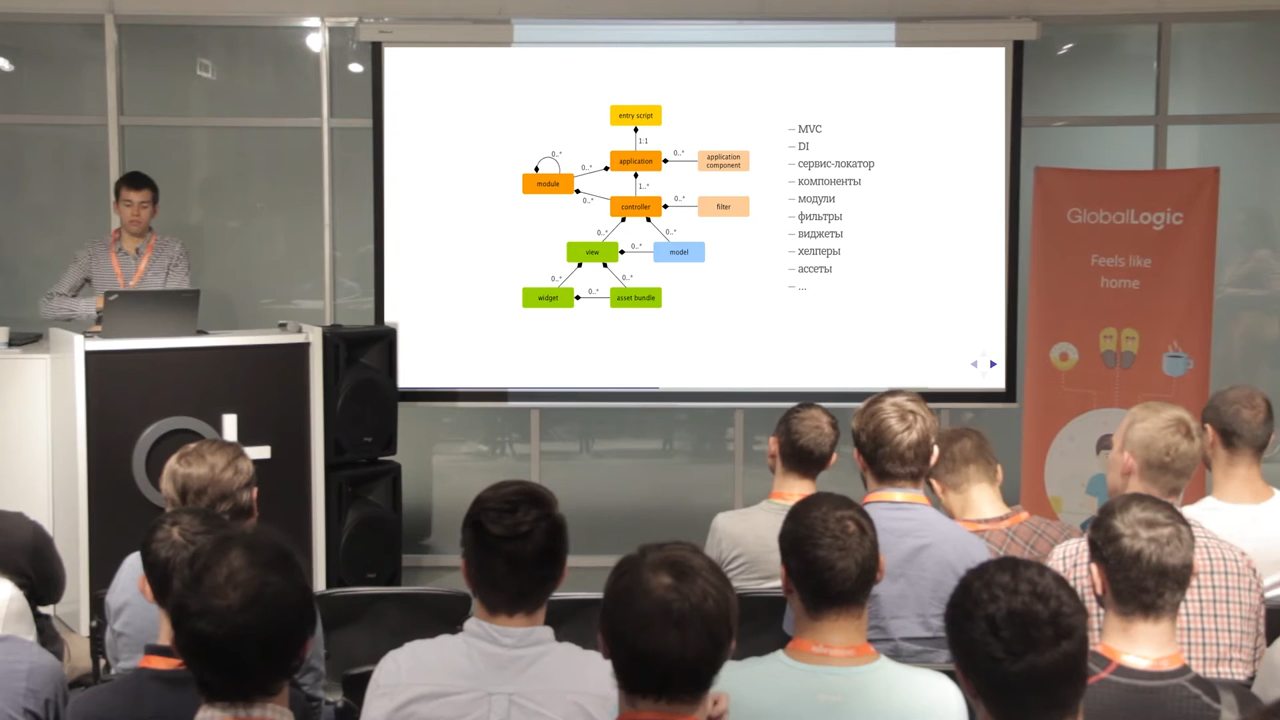 entry script
1:1
0..*
0..*
0..*
application
application
component
module
1..*
0..*
0..*
controller
filter
0..*
0..*
0..*
view
model
0..*
0..*
0..*
widget
asset bundle
— MVC
— DI
— сервис-локатор
— компоненты
— модули
— фильтры
— виджеты
— хелперы
— ассеты
— ...
GlobalLogic
Feels like
home